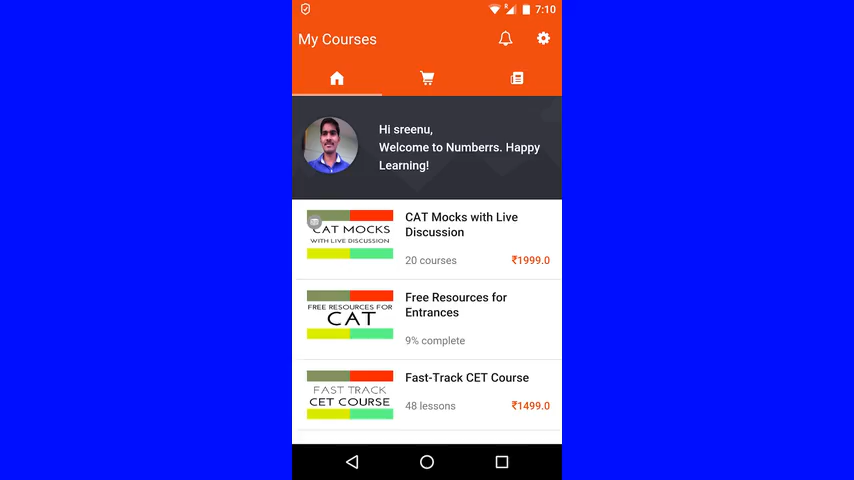 7:10
My Courses
Hi sreenu,
Welcome to Numberrs. Happy
Learning!
CAT MOCKS
WITH LIVE DISCUSSION
CAT Mocks with Live
Discussion
20 courses
₹1999.0
FREE RESOURCES FOR
CAT
Free Resources for
Entrances
9% complete
FAST TRACK
CET COURSE
Fast-Track CET Course
48 lessons
₹1499.0